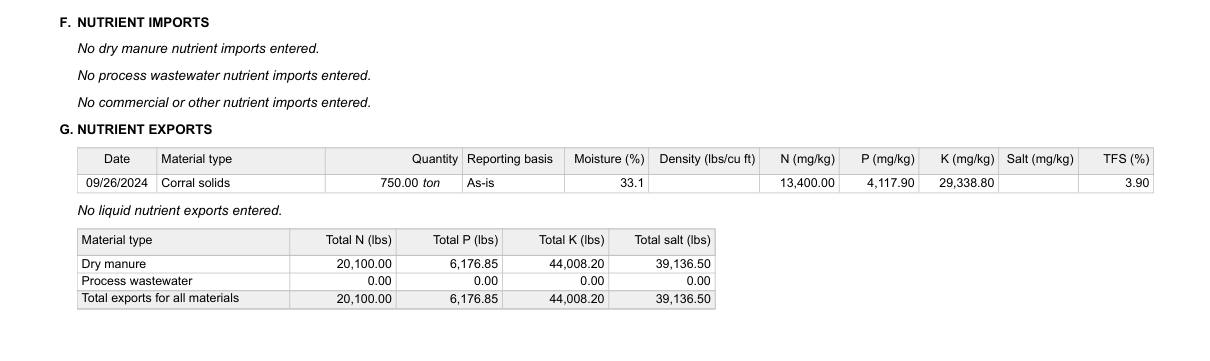 F. NUTRIENT IMPORTS
No dry manure nutrient imports entered.
No process wastewater nutrient imports entered.
No commercial or other nutrient imports entered.
G. NUTRIENT EXPORTS
Date Material type Quantity Reporting basis Moisture (%) Density (lbs/cu ft) N (mg/kg) P (mg/kg) K (mg/kg) Salt (mg/kg) TFS (%)
09/26/2024 Corral solids 750.00 ton As-is 33.1 13,400.00 4,117.90 29,338.80 3.90
No liquid nutrient exports entered.
Material type Total N (lbs) Total P (lbs) Total K (lbs) Total salt (lbs)
Dry manure 20,100.00 6,176.85 44,008.20 39,136.50
Process wastewater 0.00 0.00 0.00 0.00
Total exports for all materials 20,100.00 6,176.85 44,008.20 39,136.50